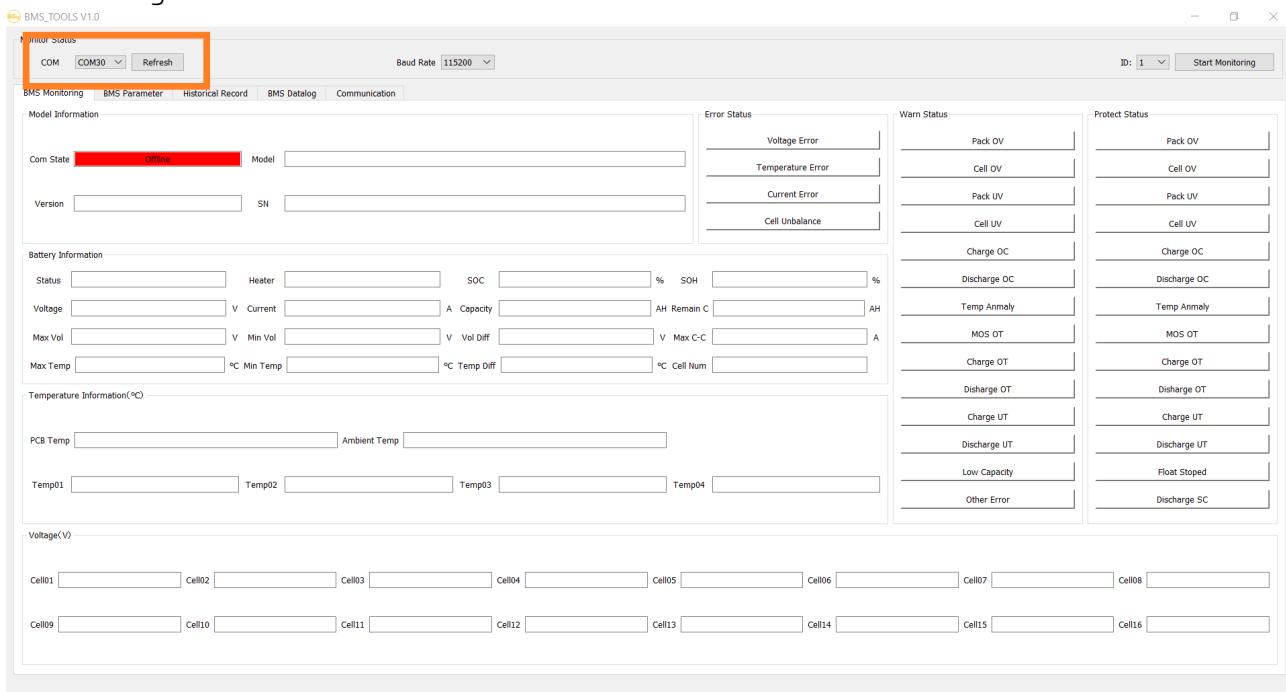 BMS_TOOLS V1.0
Monitor Status
COM COM30 Refresh Baud Rate 115200 ID: 1 Start Monitoring
BMS Monitoring BMS Parameter Historical Record BMS Datalog Communication
Model Information Error Status Warn Status Protect Status
Voltage Error Pack OV Pack OV
Com State Offline Model Temperature Error Cell OV Cell OV
Version SN Current Error Pack UV Pack UV
Cell Unbalance Cell UV Cell UV
Battery Information Charge OC Charge OC
Status Heater SOC % SOH % Discharge OC Discharge OC
Voltage V Current A Capacity AH Remain C AH Temp Anmaly Temp Anmaly
Max Vol V Min Vol V Vol Diff V Max C-C A MOS OT MOS OT
Max Temp ºC Min Temp ºC Temp Diff ºC Cell Num Charge OT Charge OT
Temperature Information(ºC) Disharge OT Disharge OT
Charge UT Charge UT
PCB Temp Ambient Temp Discharge UT Discharge UT
Low Capacity Float Stoped
Temp01 Temp02 Temp03 Temp04 Other Error Discharge SC
Voltage(V)
Cell01 Cell02 Cell03 Cell04 Cell05 Cell06 Cell07 Cell08
Cell09 Cell10 Cell11 Cell12 Cell13 Cell14 Cell15 Cell16